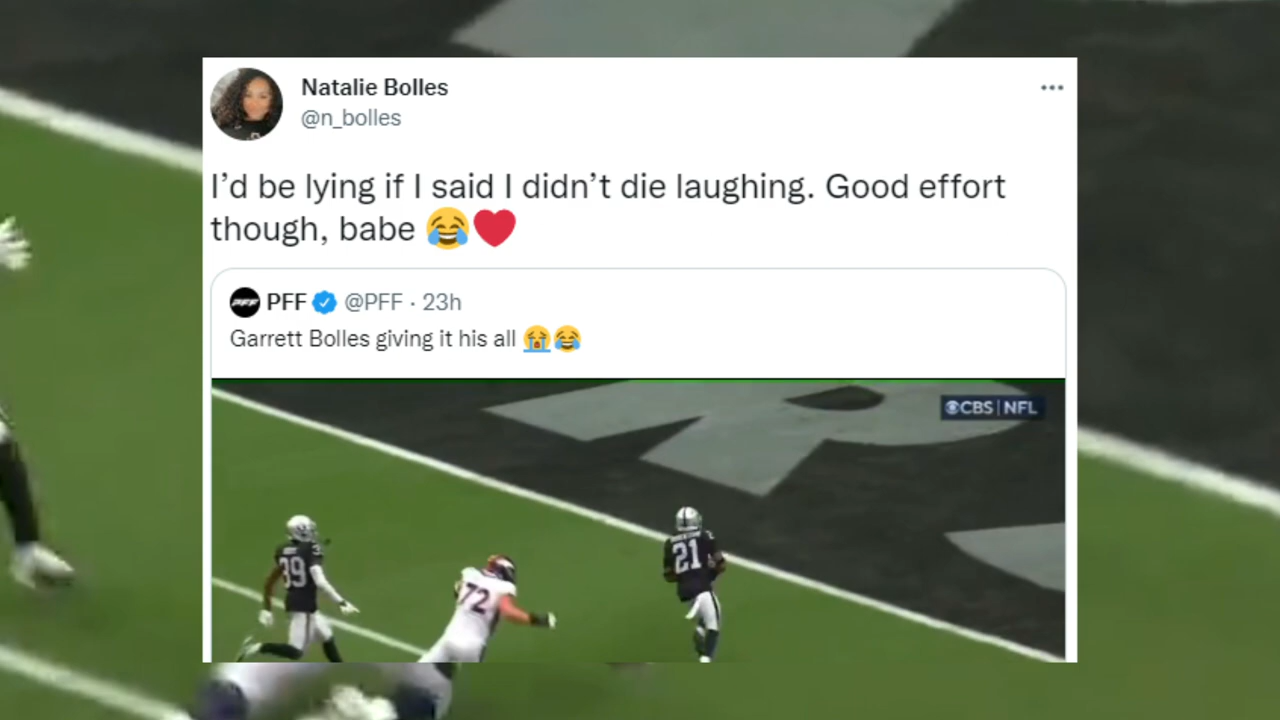 Natalie Bolles
@n_bolles
I’d be lying if I said I didn’t die laughing. Good effort
though, babe 😂❤️
PFF
PFF @PFF · 23h
Garrett Bolles giving it his all 😭😂
CBS | NFL
39
72
21